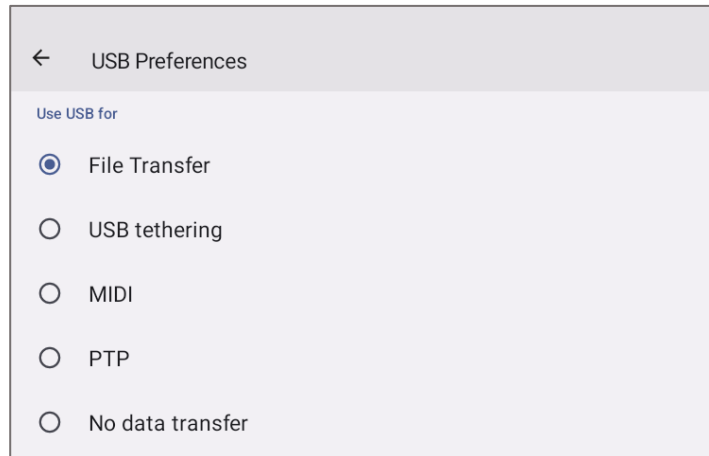 USB Preferences
Use USB for
File Transfer
USB tethering
MIDI
PTP
No data transfer